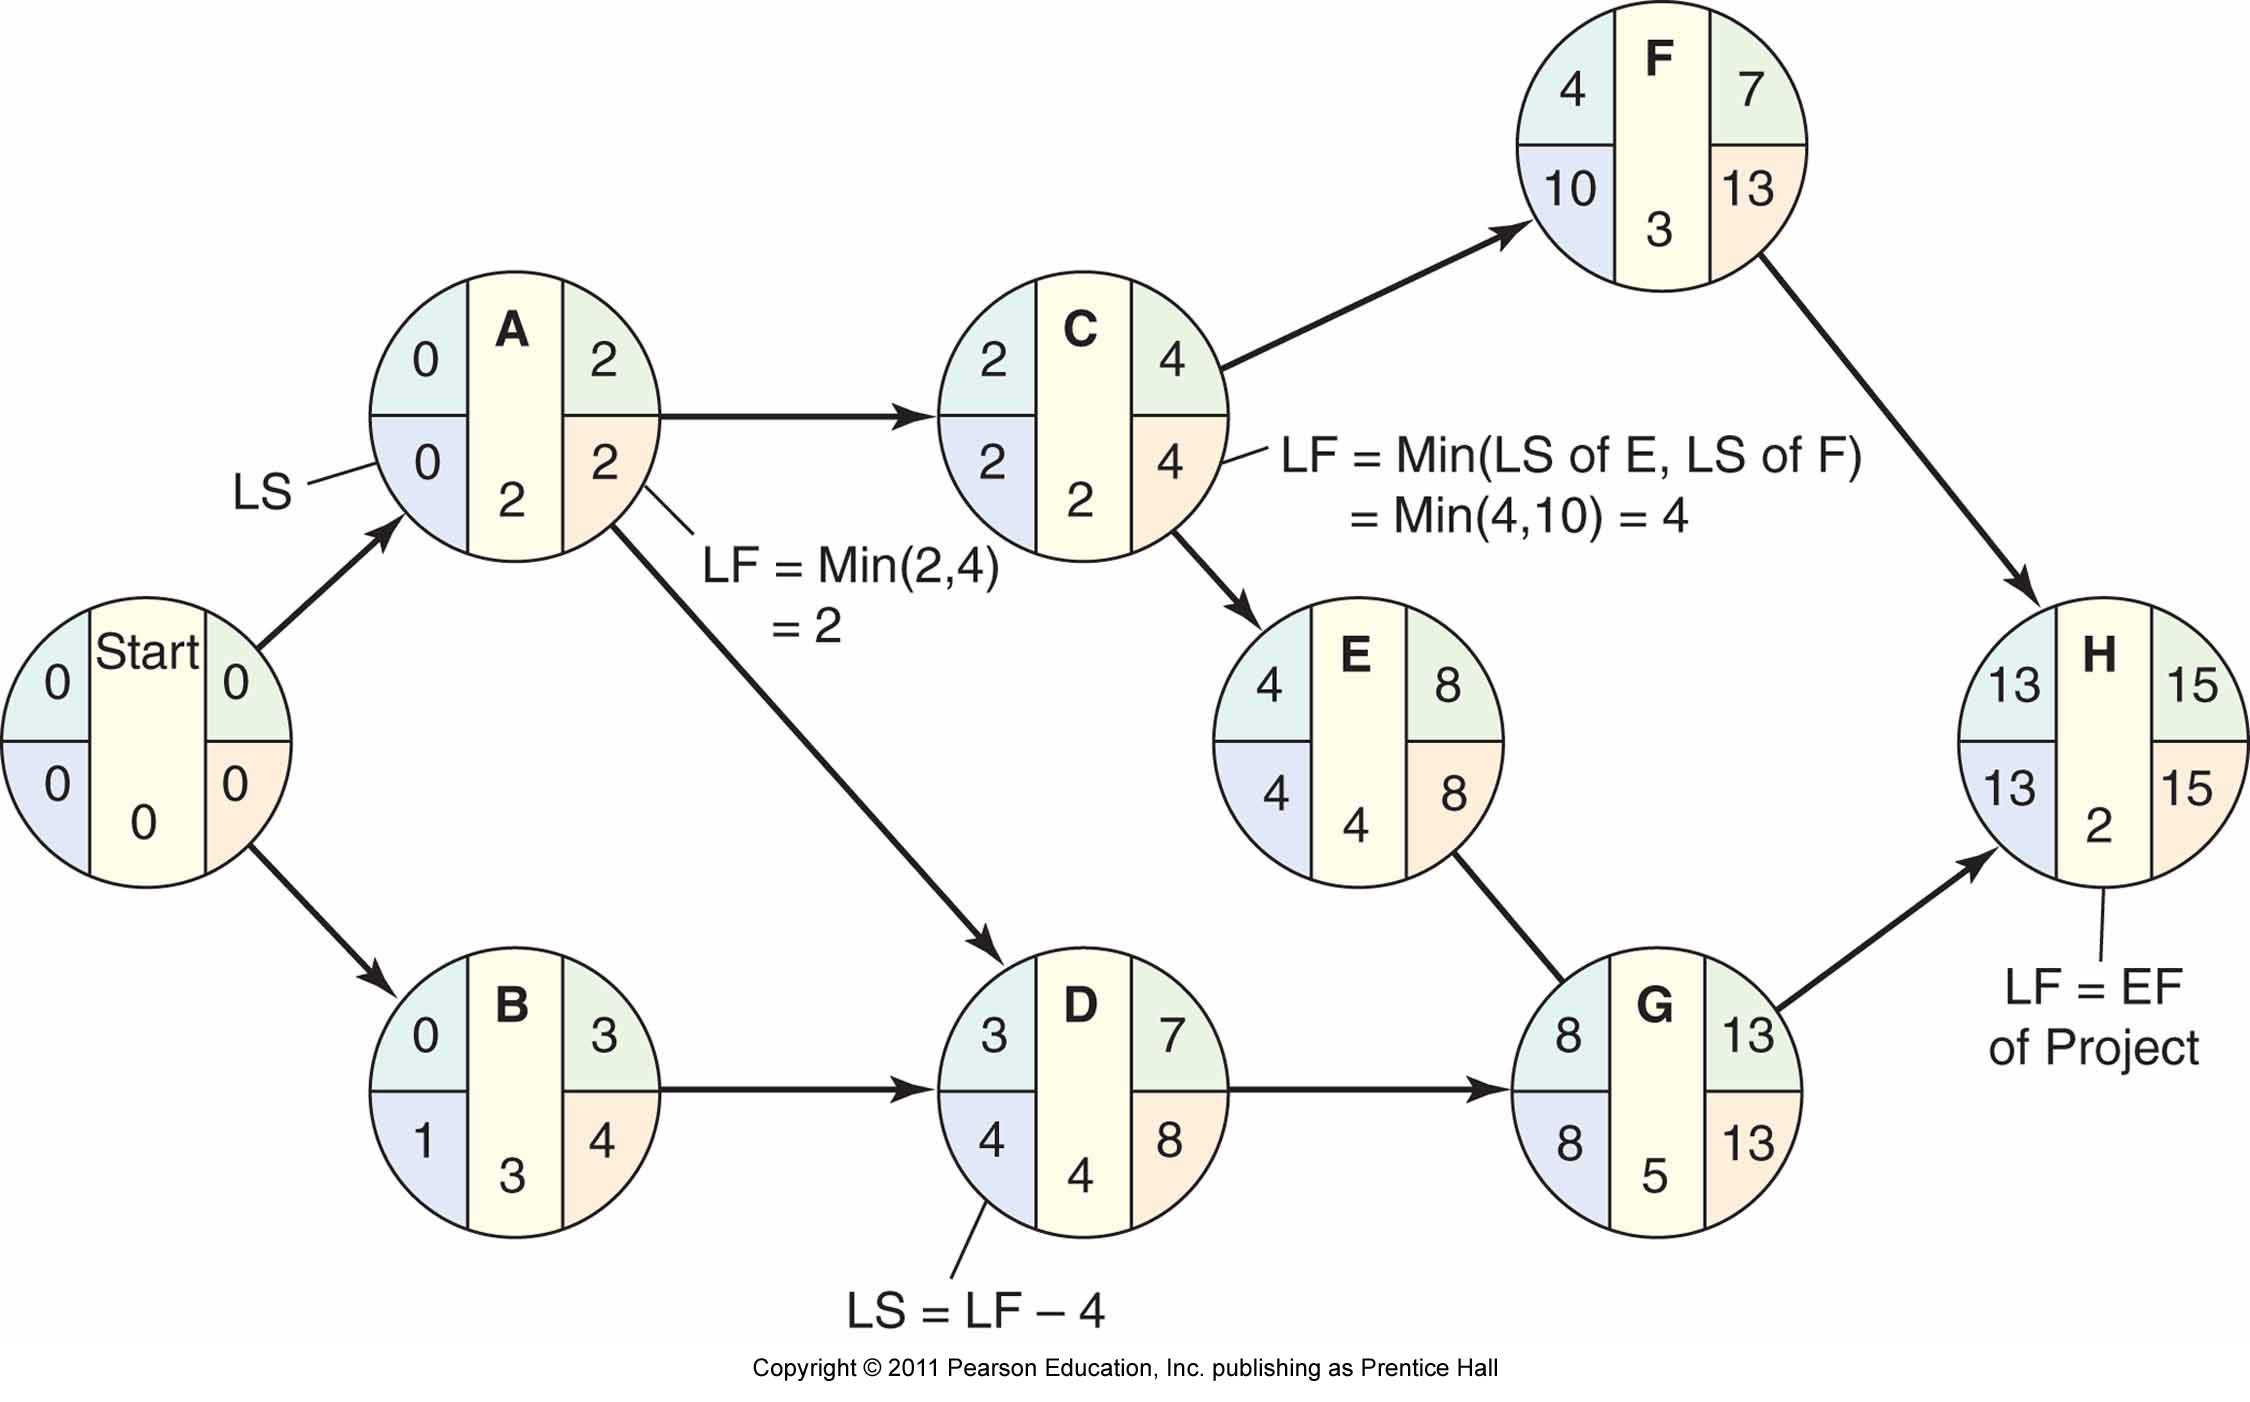 F
4
7
10
13
3
A
0
2
0
2
2
LS
LF = Min(2,4)
= 2
C
2
4
2
4
2
LF = Min(LS of E, LS of F)
= Min(4,10) = 4
Start
0
0
0
0
0
E
4
8
4
8
4
H
13
15
13
15
2
LF = EF
of Project
B
0
3
1
4
3
D
3
7
4
8
4
LS = LF – 4
G
8
13
8
13
5
Copyright © 2011 Pearson Education, Inc. publishing as Prentice Hall